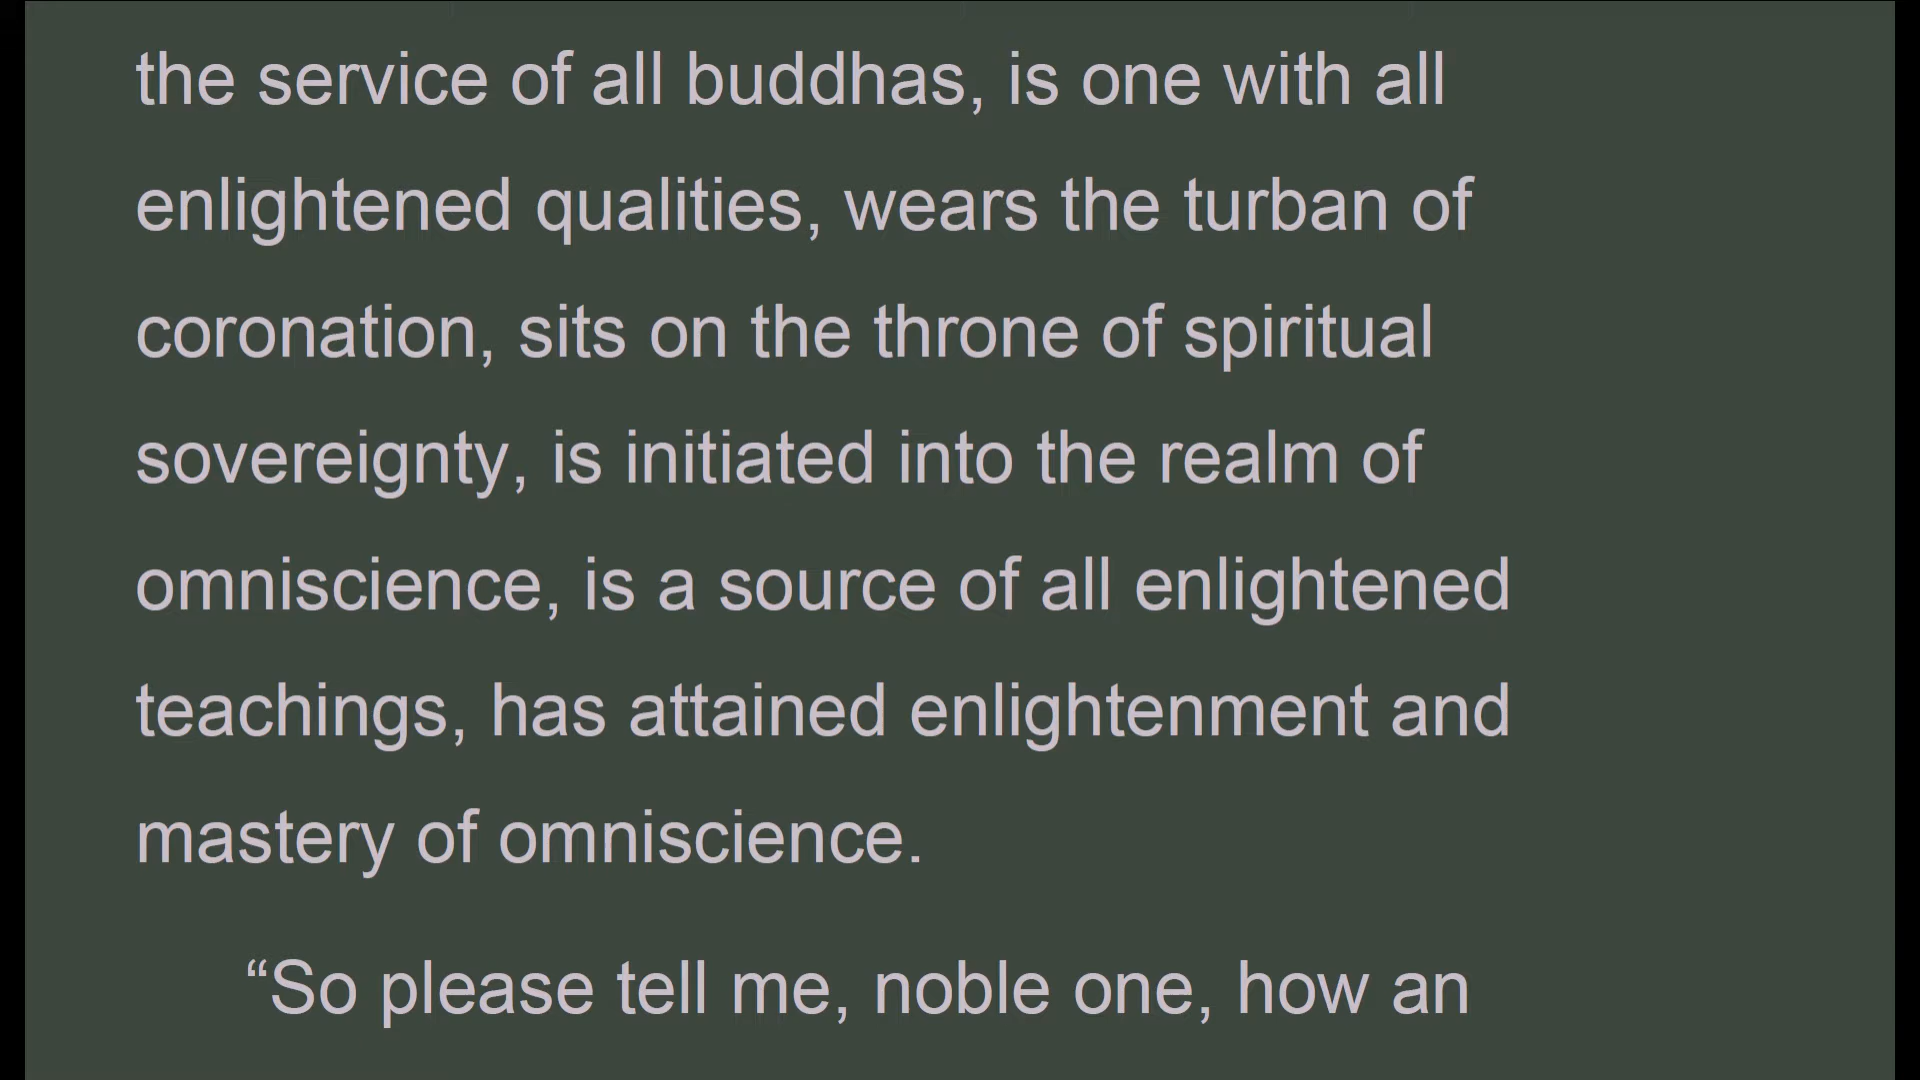 the service of all buddhas, is one with all
enlightened qualities, wears the turban of
coronation, sits on the throne of spiritual
sovereignty, is initiated into the realm of
omniscience, is a source of all enlightened
teachings, has attained enlightenment and
mastery of omniscience.
“So please tell me, noble one, how an